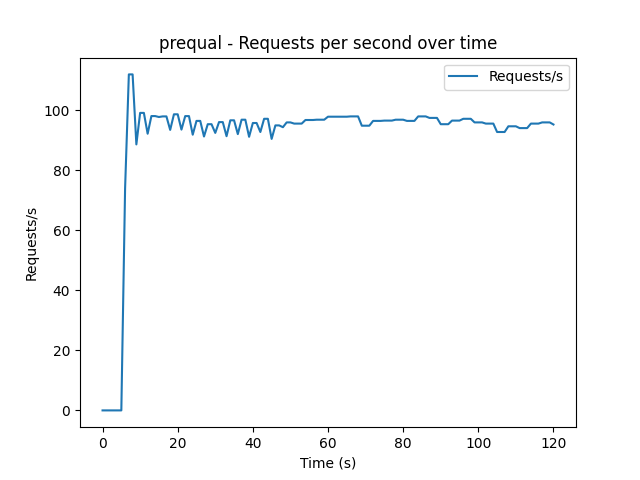 prequal - Requests per second over time
Requests/s
100
80
60
40
20
0
Requests/s
0 20 40 60 80 100 120
Time (s)